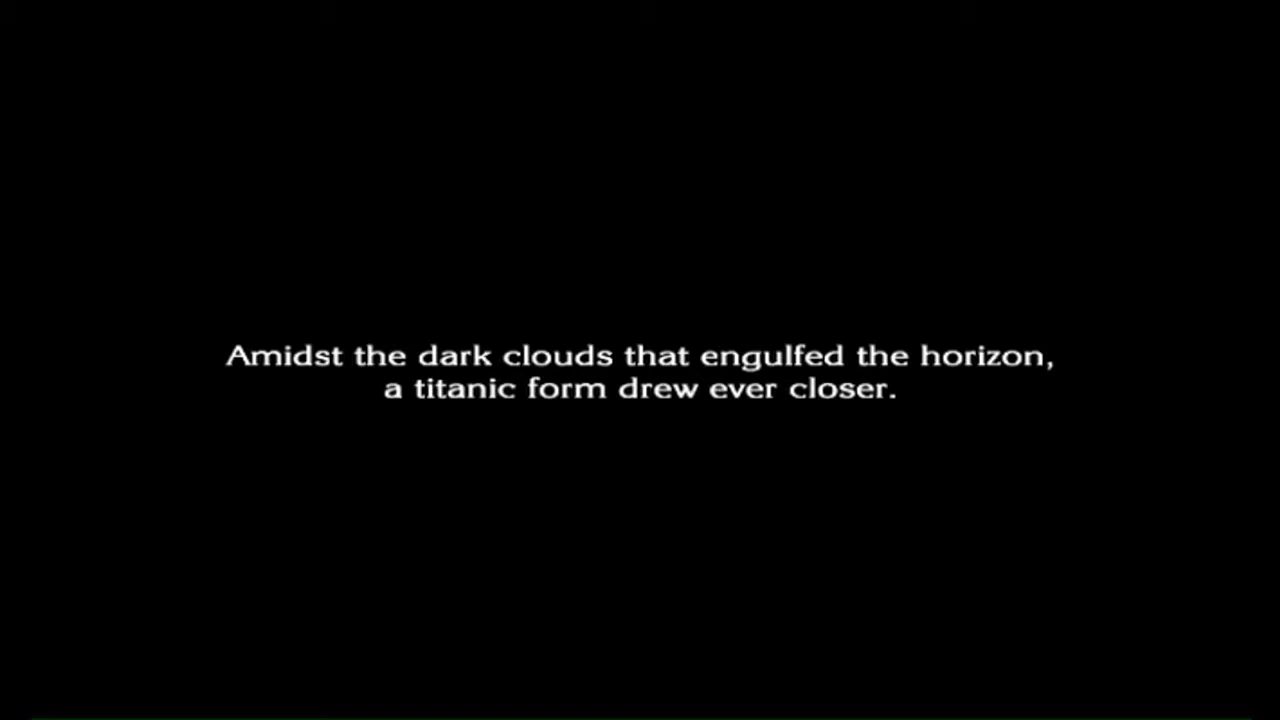 Amidst the dark clouds that engulfed the horizon,
a titanic form drew ever closer.